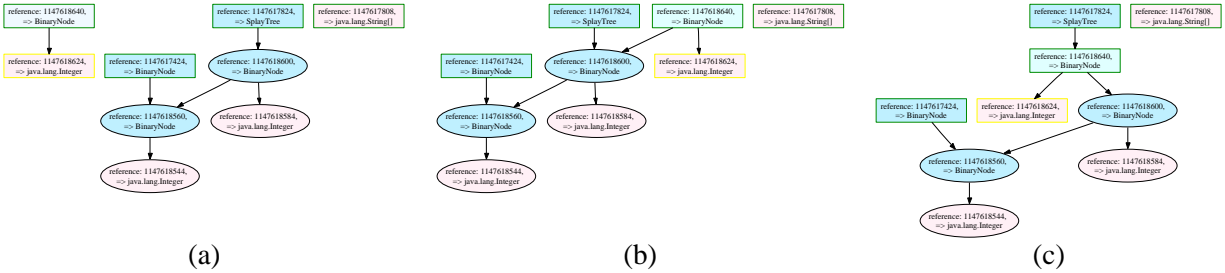 reference: 1147618640,
=> BinaryNode
reference: 1147617824,
=> SplayTree
reference: 1147617808,
=> java.lang.String[]
reference: 1147618624,
=> java.lang.Integer
reference: 1147617424,
=> BinaryNode
reference: 1147618600,
=> BinaryNode
reference: 1147618560,
=> BinaryNode
reference: 1147618584,
=> java.lang.Integer
reference: 1147618544,
=> java.lang.Integer
(a)
reference: 1147617824,
=> SplayTree
reference: 1147618640,
=> BinaryNode
reference: 1147617808,
=> java.lang.String[]
reference: 1147617424,
=> BinaryNode
reference: 1147618600,
=> BinaryNode
reference: 1147618624,
=> java.lang.Integer
reference: 1147618560,
=> BinaryNode
reference: 1147618584,
=> java.lang.Integer
reference: 1147618544,
=> java.lang.Integer
(b)
reference: 1147617824,
=> SplayTree
reference: 1147617808,
=> java.lang.String[]
reference: 1147618640,
=> BinaryNode
reference: 1147617424,
=> BinaryNode
reference: 1147618624,
=> java.lang.Integer
reference: 1147618600,
=> BinaryNode
reference: 1147618560,
=> BinaryNode
reference: 1147618584,
=> java.lang.Integer
reference: 1147618544,
=> java.lang.Integer
(c)